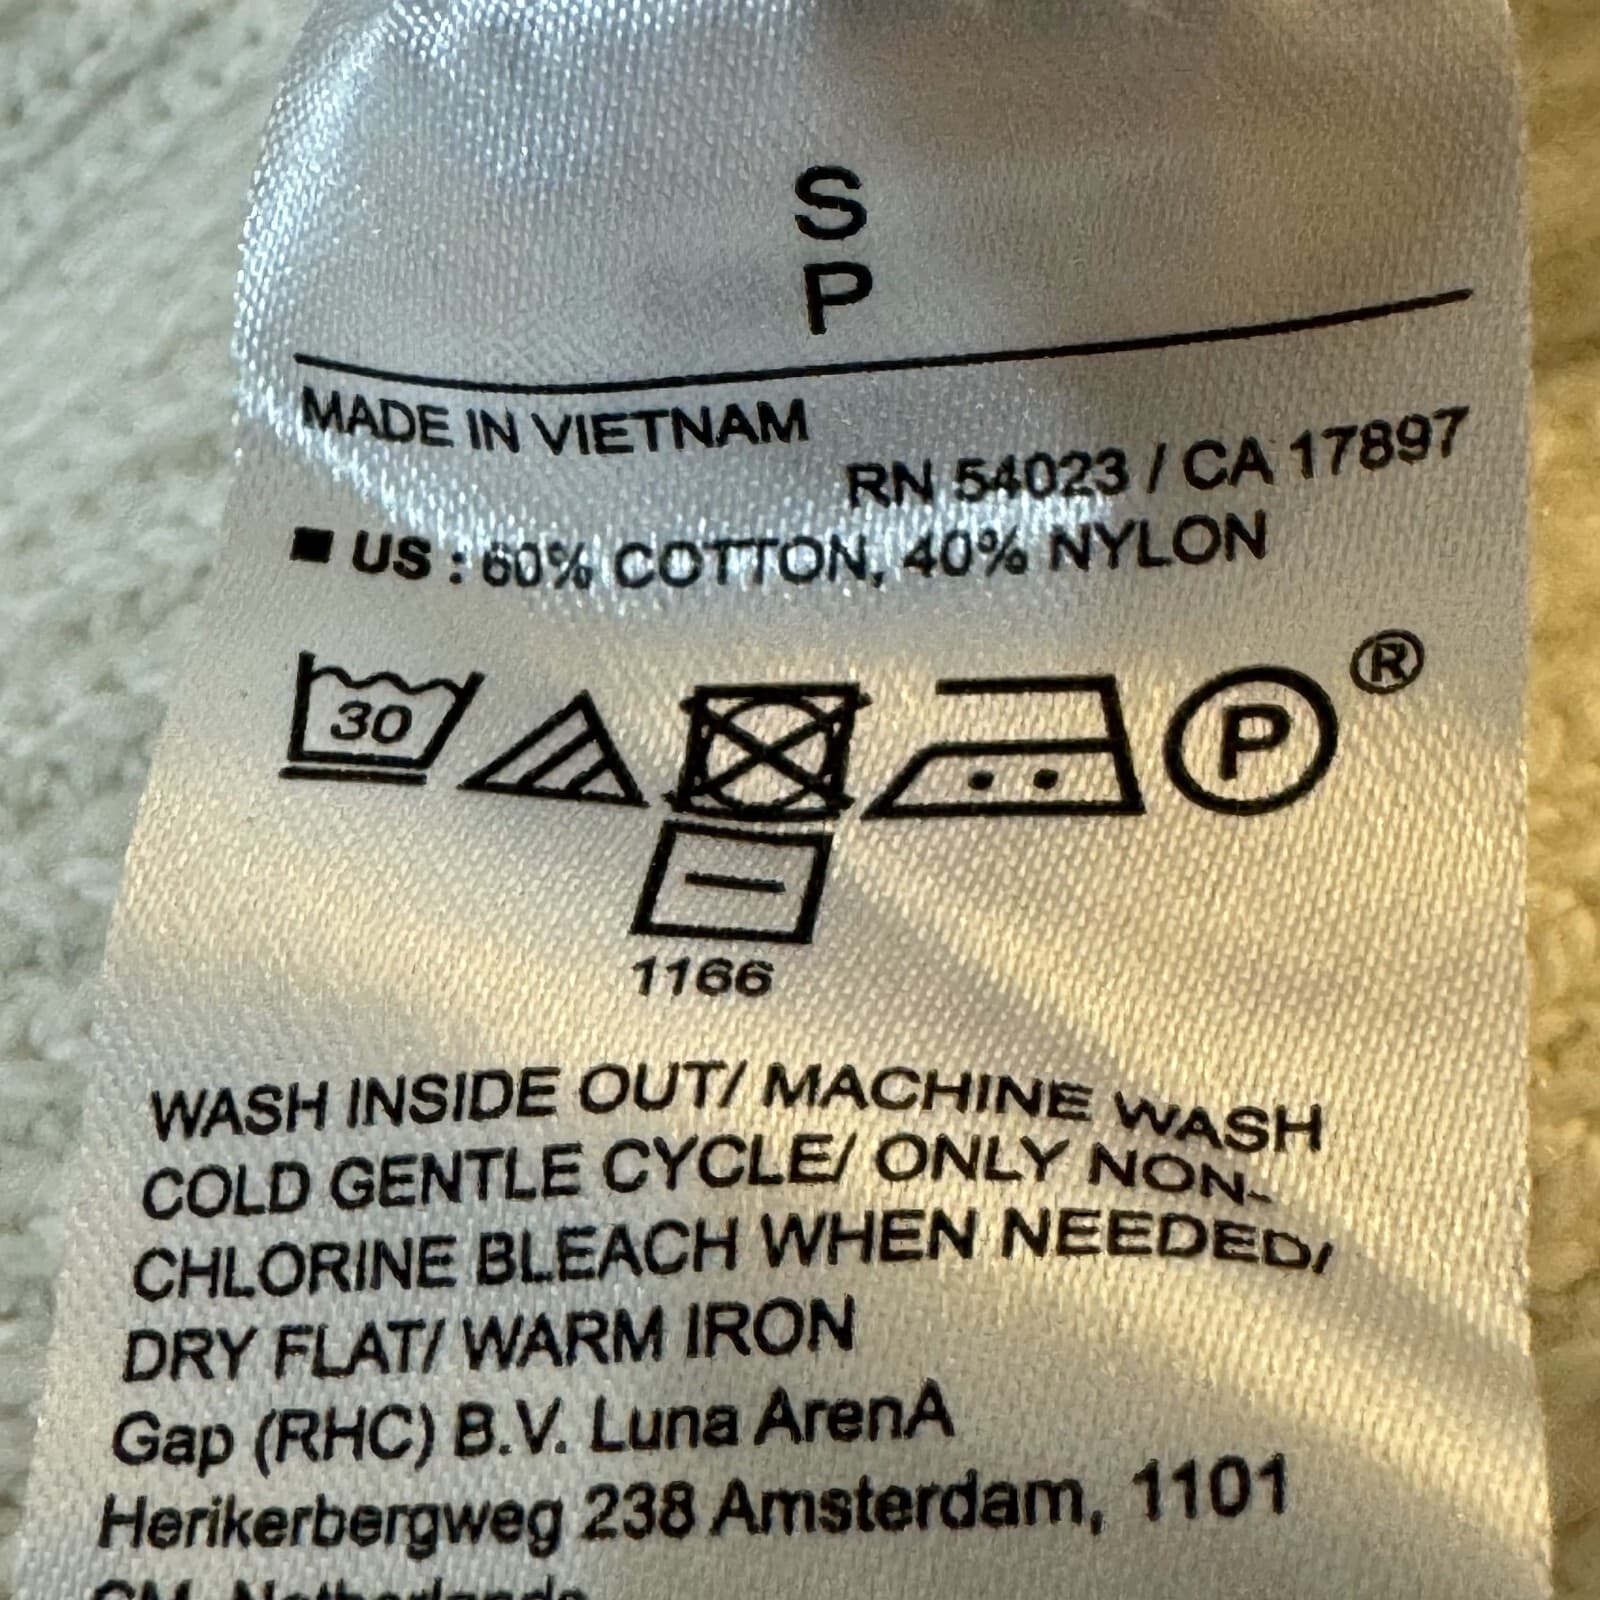 S
P
MADE IN VIETNAM
RN 54023 / CA 17897
■ US : 60% COTTON, 40% NYLON
30
P ®
1166
WASH INSIDE OUT/ MACHINE WASH
COLD GENTLE CYCLE/ ONLY NON-
CHLORINE BLEACH WHEN NEEDED/
DRY FLAT/ WARM IRON
Gap (RHC) B.V. Luna ArenA
Herikerbergweg 238 Amsterdam, 1101
CM, Netherlands